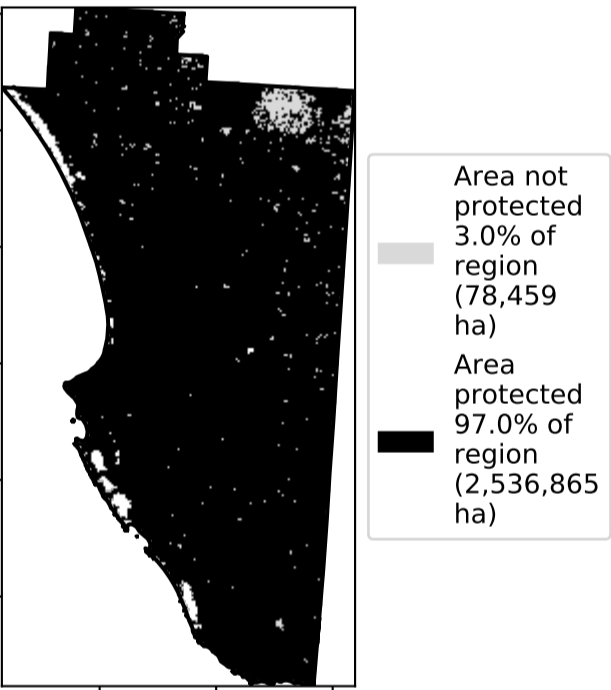 Area not
protected
3.0% of
region
(78,459
ha)
Area
protected
97.0% of
region
(2,536,865
ha)